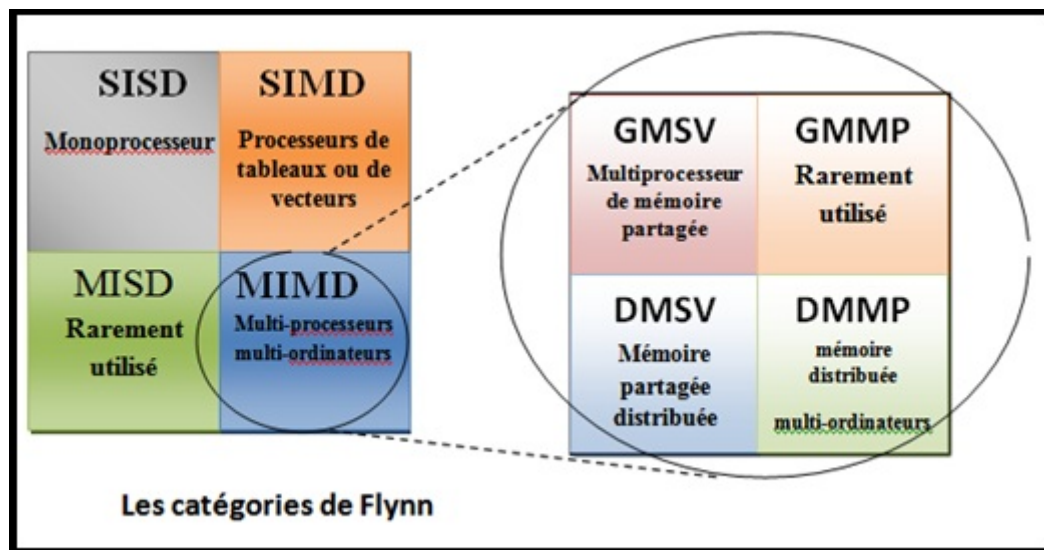 SISD
Monoprocesseur
SIMD
Processeurs de
tableaux ou de
vecteurs
MISD
Rarement
utilisé
MIMD
Multi-processeurs
multi-ordinateurs
GMSV
Multiprocesseur
de mémoire
partagée
GMMP
Rarement
utilisé
DMSV
Mémoire
partagée
distribuée
DMMP
mémoire
distribuée
multi-ordinateurs
Les catégories de Flynn